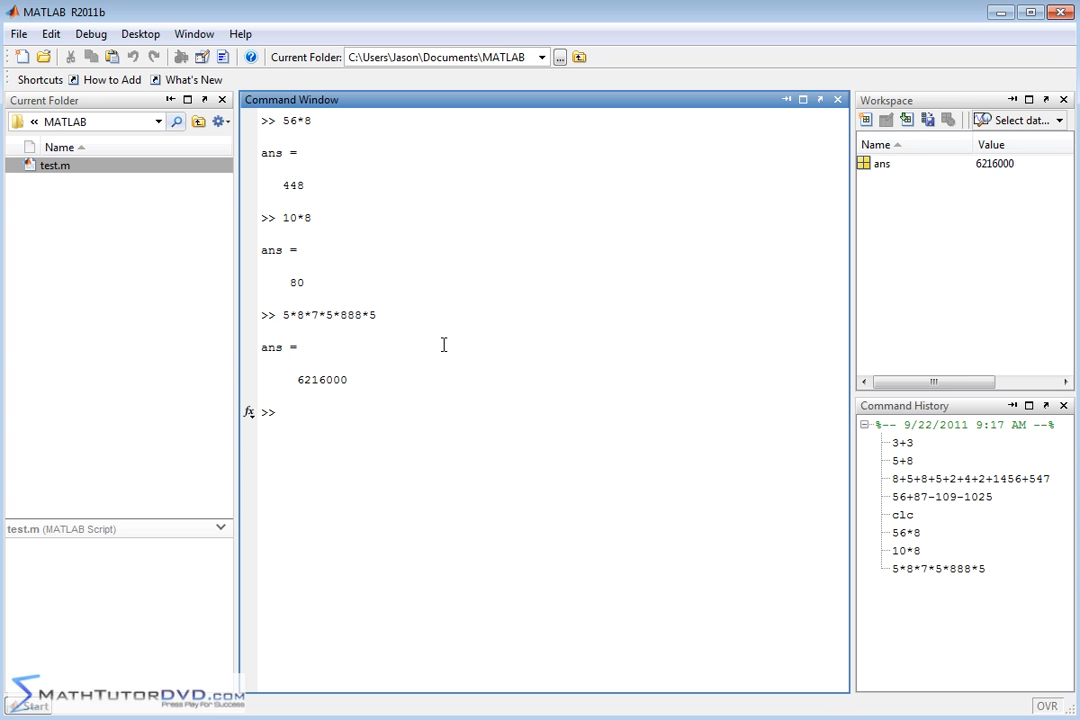 MATLAB R2011b
File Edit Debug Desktop Window Help
Current Folder: C:\Users\Jason\Documents\MATLAB ...
Shortcuts How to Add What's New
Current Folder
« MATLAB
Name
test.m
test.m (MATLAB Script)
Command Window
>> 56*8
ans =
448
>> 10*8
ans =
80
>> 5*8*7*5*888*5
ans =
6216000
fx >>
Workspace
Select dat...
Name Value
ans 6216000
Command History
%-- 9/22/2011 9:17 AM --%
3+3
5+8
8+5+8+5+2+4+2+1456+547
56+87-109-1025
clc
56*8
10*8
5*8*7*5*888*5
MATHTUTORDVD.COM
Press Play For Success
Start
OVR